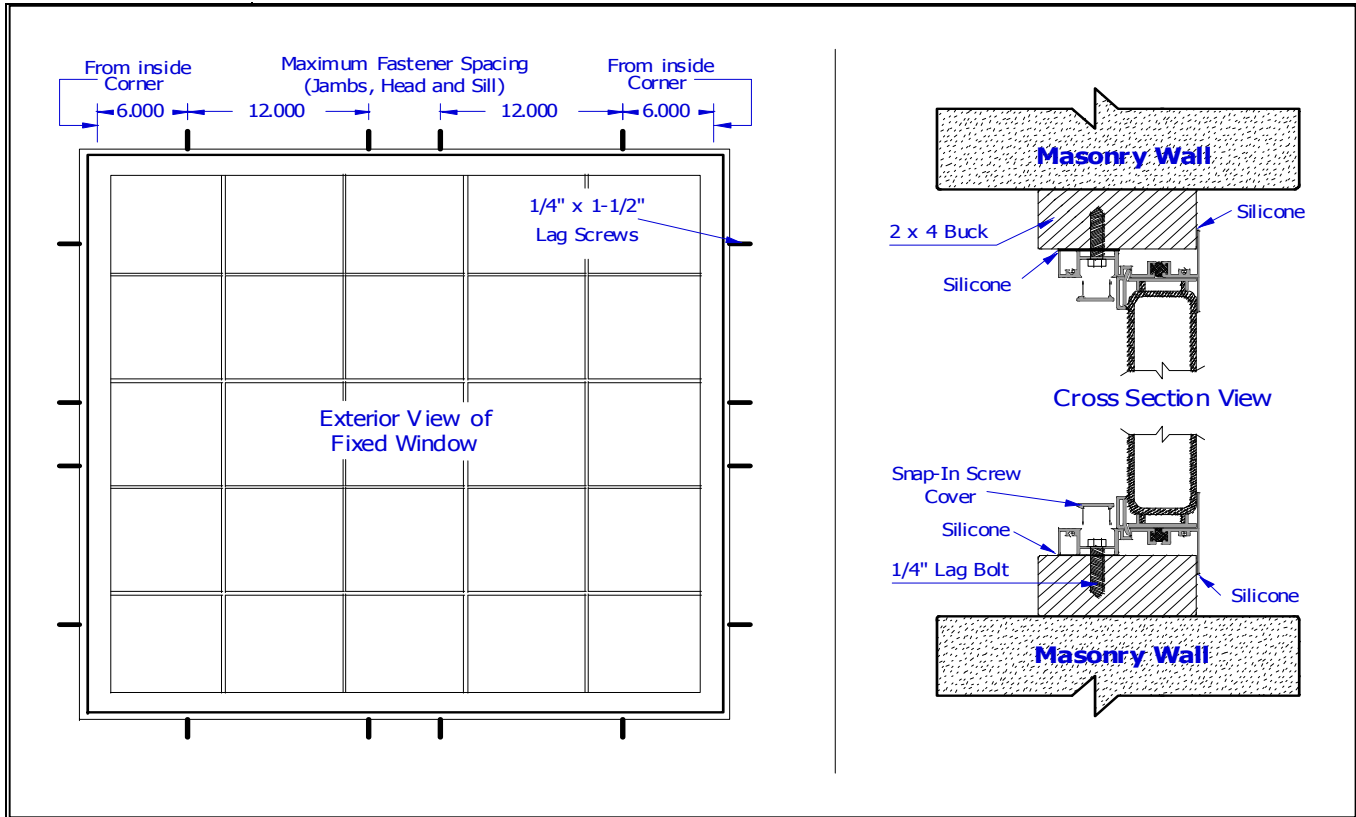 From inside
Corner
Maximum Fastener Spacing
(Jambs, Head and Sill)
From inside
Corner
6.000
12.000
12.000
6.000
1/4" x 1-1/2"
Lag Screws
Exterior View of
Fixed Window
Masonry Wall
Silicone
2 x 4 Buck
Silicone
Cross Section View
Snap-In Screw
Cover
Silicone
1/4" Lag Bolt
Silicone
Masonry Wall